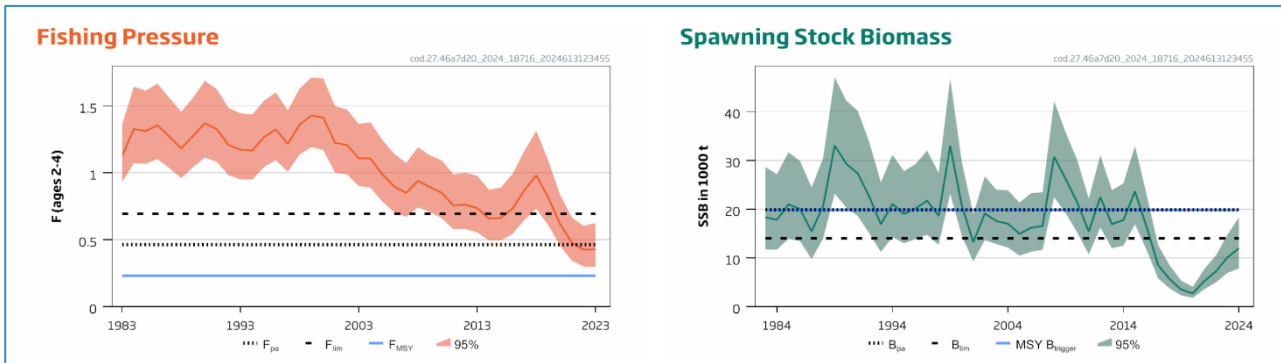 Fishing Pressure
cod.27.46a7d20_2024_18716_2024613123455
F (ages 2-4)
1.5
1
0.5
0
1983
1993
2003
2013
2023
Fpa
Flim
FMSY
95%
Spawning Stock Biomass
cod.27.46a7d20_2024_18716_2024613123455
SSB in 1000 t
40
30
20
10
0
1984
1994
2004
2014
2024
Bpa
Blim
MSY Btrigger
95%